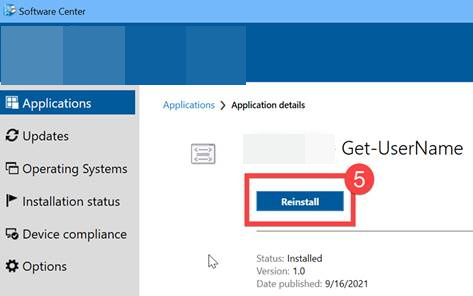 Software Center
Applications
Updates
Operating Systems
Installation status
Device compliance
Options
Applications > Application details
- Get-UserName
5
Reinstall
Status: Installed
Version: 1.0
Date published: 9/16/2021